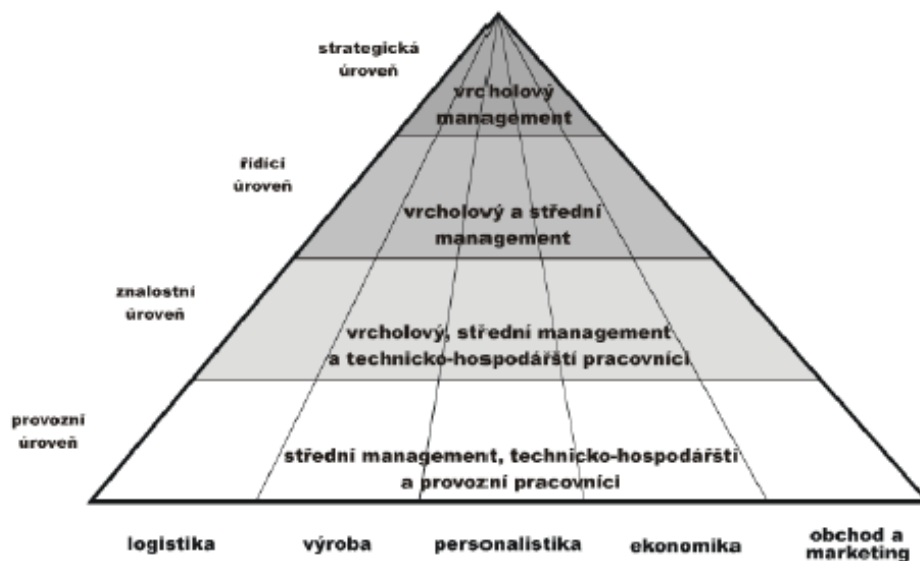 strategická
úroveň
vrcholový
management
řídící
úroveň
vrcholový a střední
management
znalostní
úroveň
vrcholový, střední management
a technicko-hospodářští pracovníci
provozní
úroveň
střední management, technicko-hospodářští
a provozní pracovníci
logistika
výroba
personalistika
ekonomika
obchod a
marketing